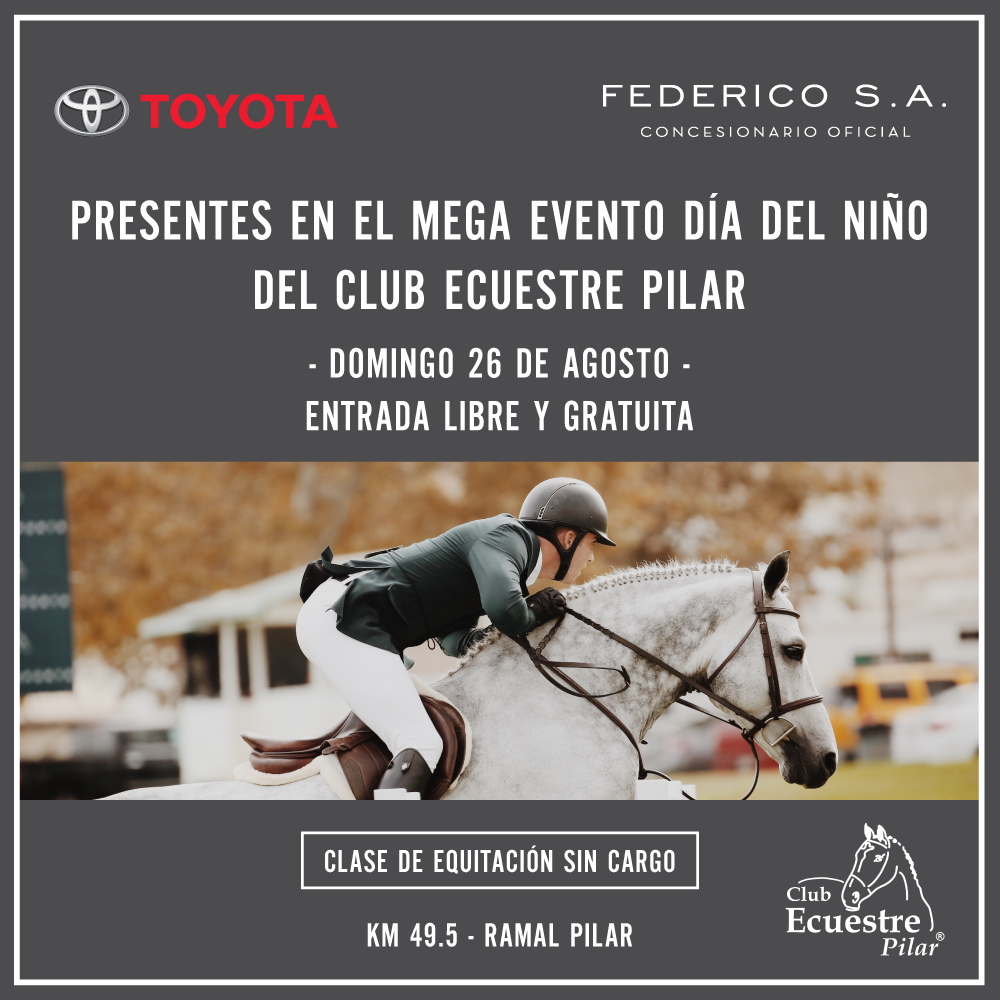 TOYOTA
FEDERICO S.A.
CONCESIONARIO OFICIAL
PRESENTES EN EL MEGA EVENTO DÍA DEL NIÑO
DEL CLUB ECUESTRE PILAR
- DOMINGO 26 DE AGOSTO -
ENTRADA LIBRE Y GRATUITA
CLASE DE EQUITACIÓN SIN CARGO
KM 49.5 - RAMAL PILAR
Club
Ecuestre
Pilar®